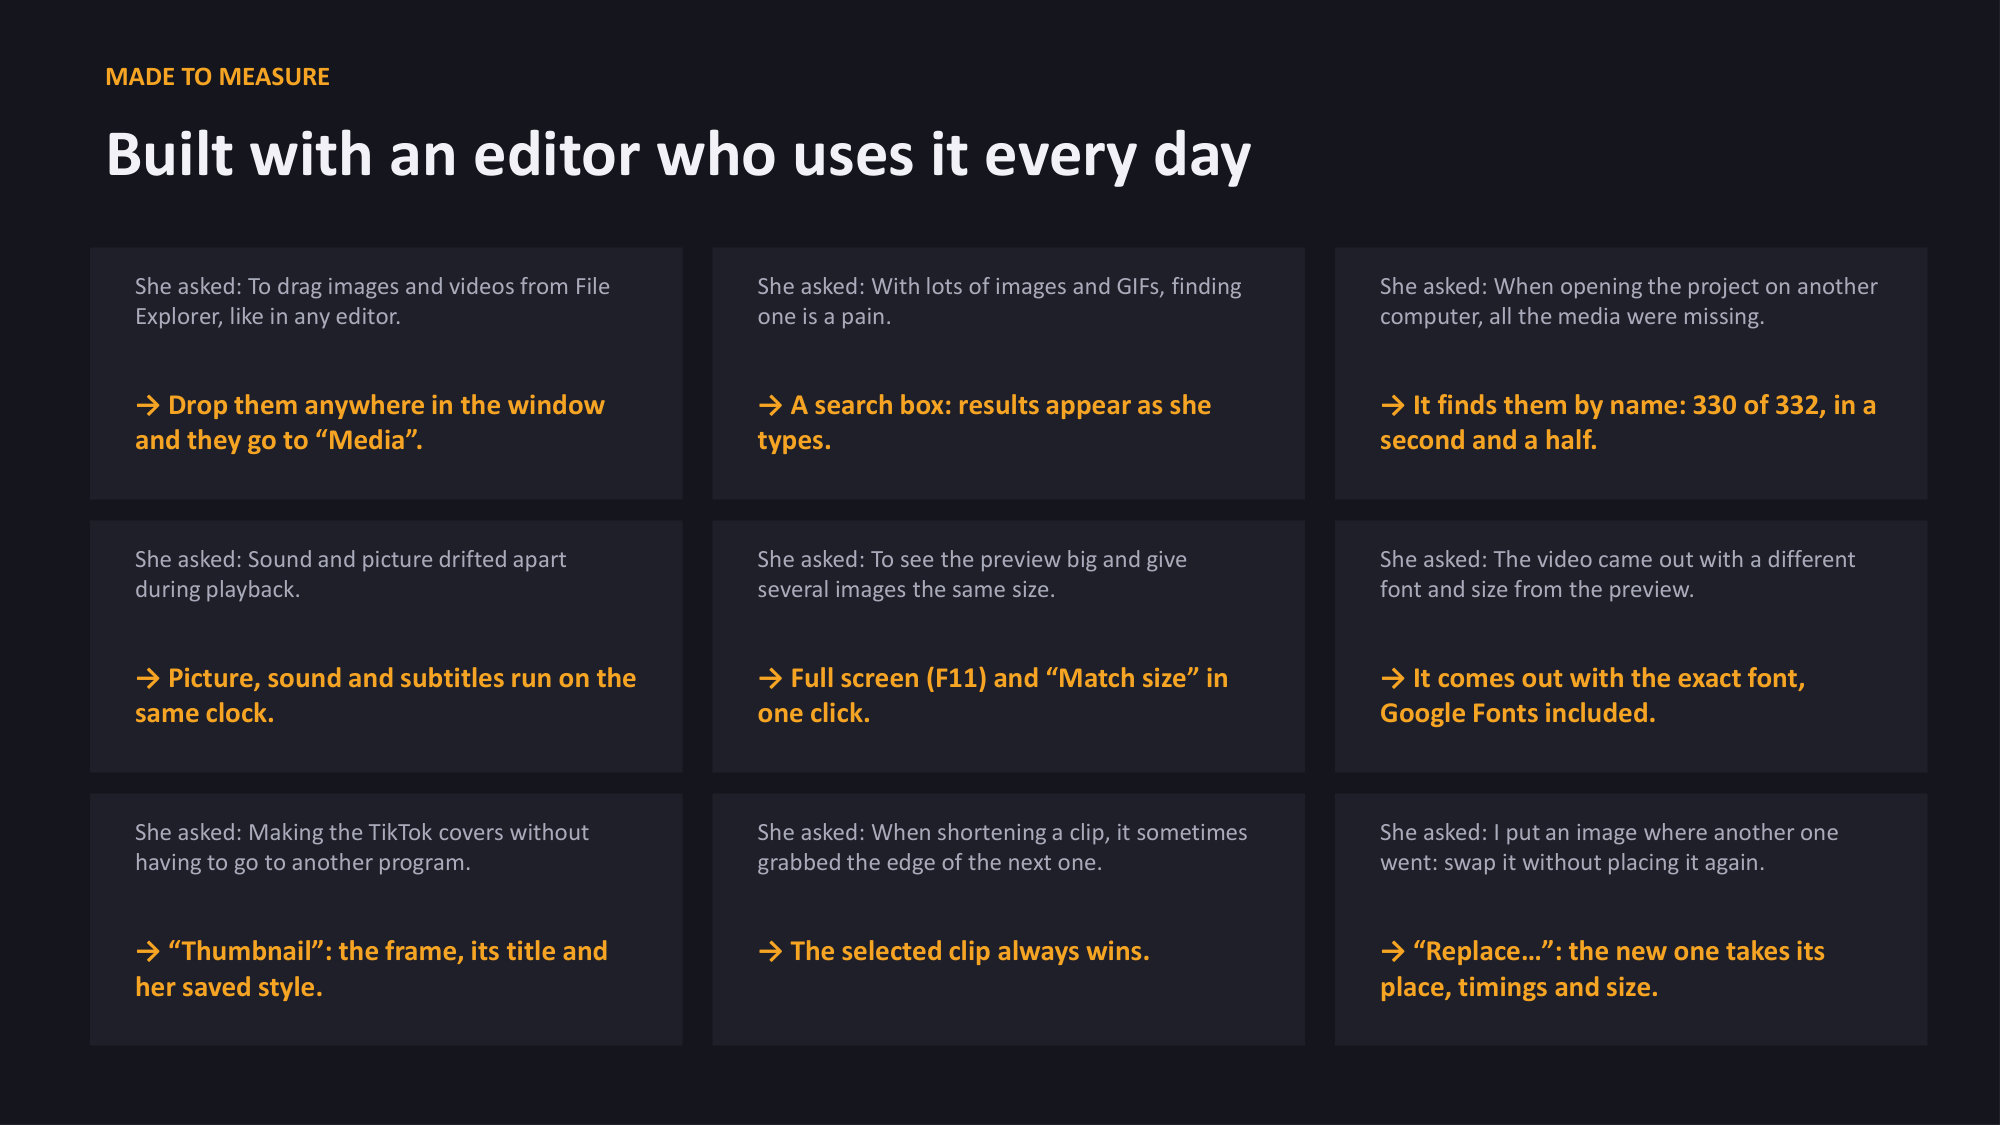 MADE TO MEASURE
Built with an editor who uses it every day
She asked: To drag images and videos from File
Explorer, like in any editor.
→ Drop them anywhere in the window
and they go to “Media”.
She asked: With lots of images and GIFs, finding
one is a pain.
→ A search box: results appear as she
types.
She asked: When opening the project on another
computer, all the media were missing.
→ It finds them by name: 330 of 332, in a
second and a half.
She asked: Sound and picture drifted apart
during playback.
→ Picture, sound and subtitles run on the
same clock.
She asked: To see the preview big and give
several images the same size.
→ Full screen (F11) and “Match size” in
one click.
She asked: The video came out with a different
font and size from the preview.
→ It comes out with the exact font,
Google Fonts included.
She asked: Making the TikTok covers without
having to go to another program.
→ “Thumbnail”: the frame, its title and
her saved style.
She asked: When shortening a clip, it sometimes
grabbed the edge of the next one.
→ The selected clip always wins.
She asked: I put an image where another one
went: swap it without placing it again.
→ “Replace…”: the new one takes its
place, timings and size.